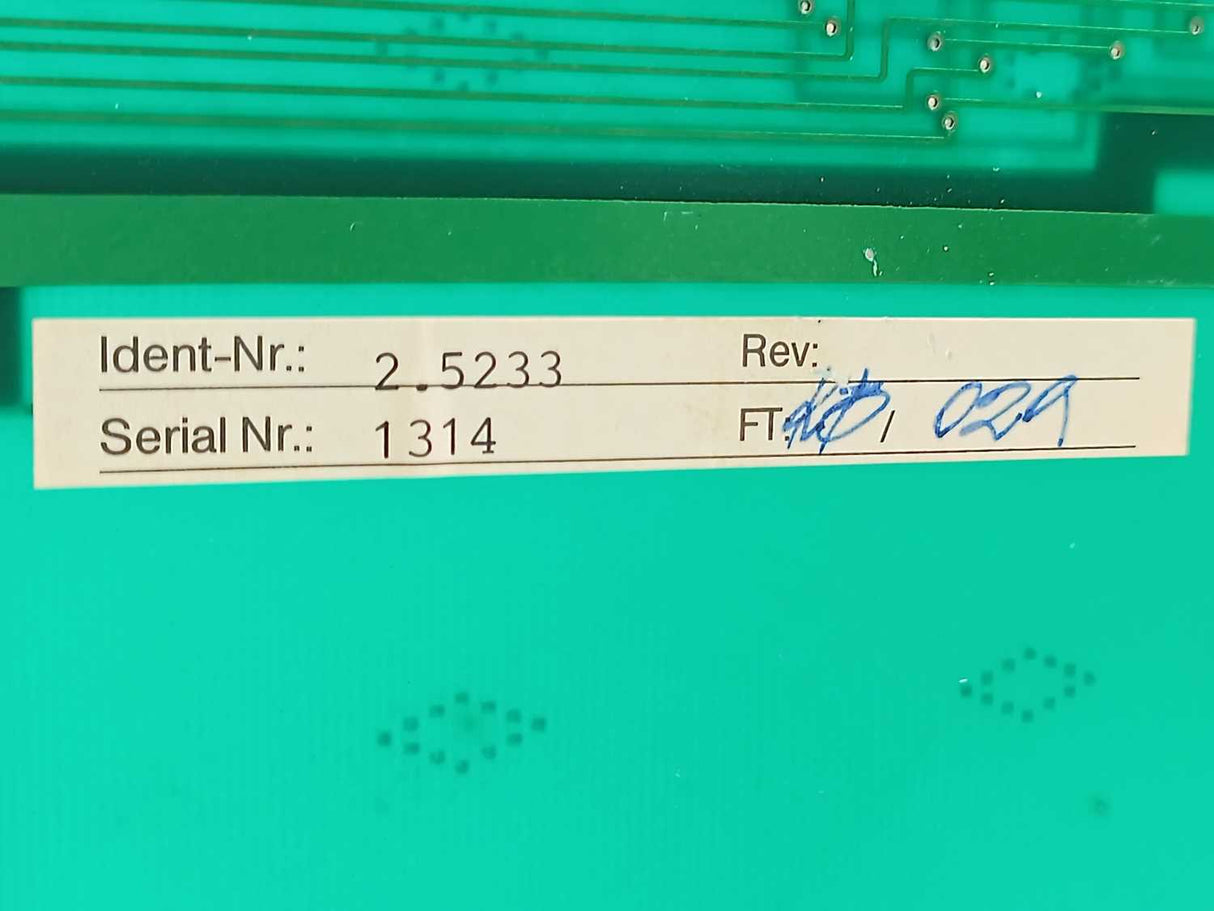 Ident-Nr.: 2.5233 Rev:
Serial Nr.: 1314 FT: / 029